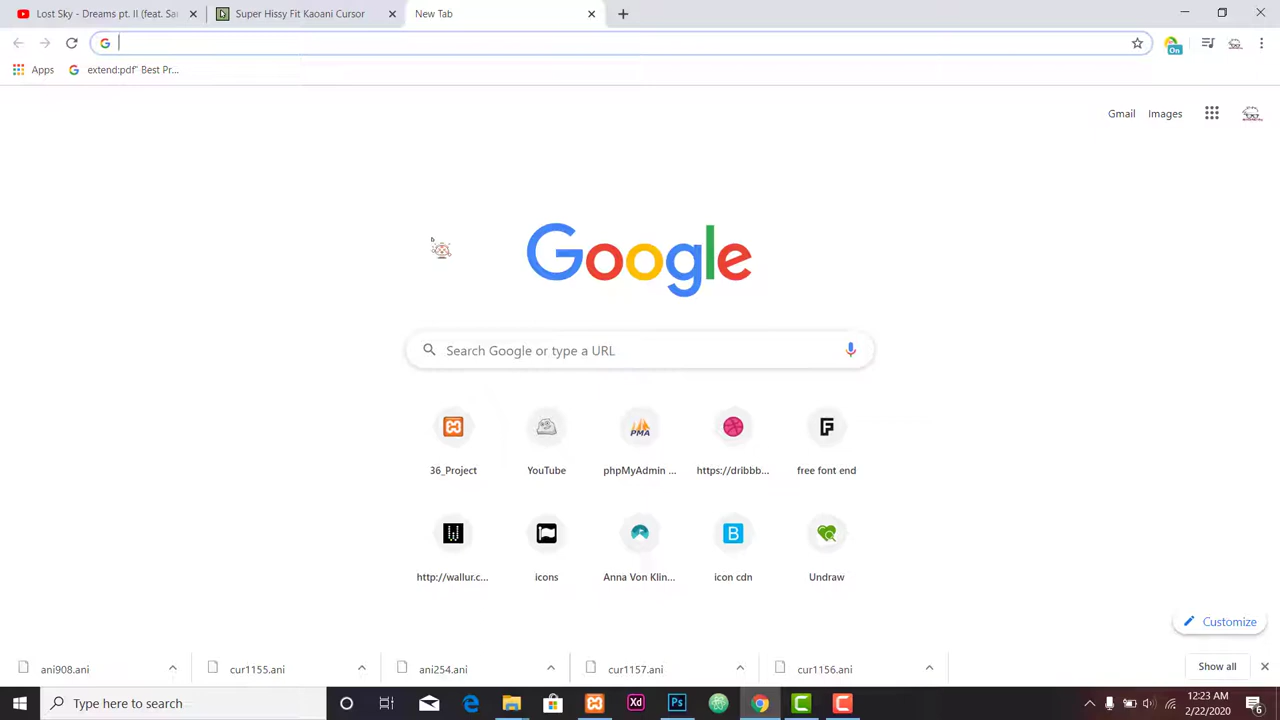 Lost Sky - Dreams pt. II (feat. Sar
Super Hissy Fit Kaoani Cursor
New Tab
On
Apps
extend:pdf" Best Pr...
Gmail
Images
Google
Search Google or type a URL
36_Project
YouTube
phpMyAdmin ...
https://dribbb...
free font end
http://wallur.c...
icons
Anna Von Klin...
icon cdn
Undraw
Customize
ani908.ani
cur1155.ani
ani254.ani
cur1157.ani
cur1156.ani
Show all
Type here to search
12:23 AM
2/22/2020
6